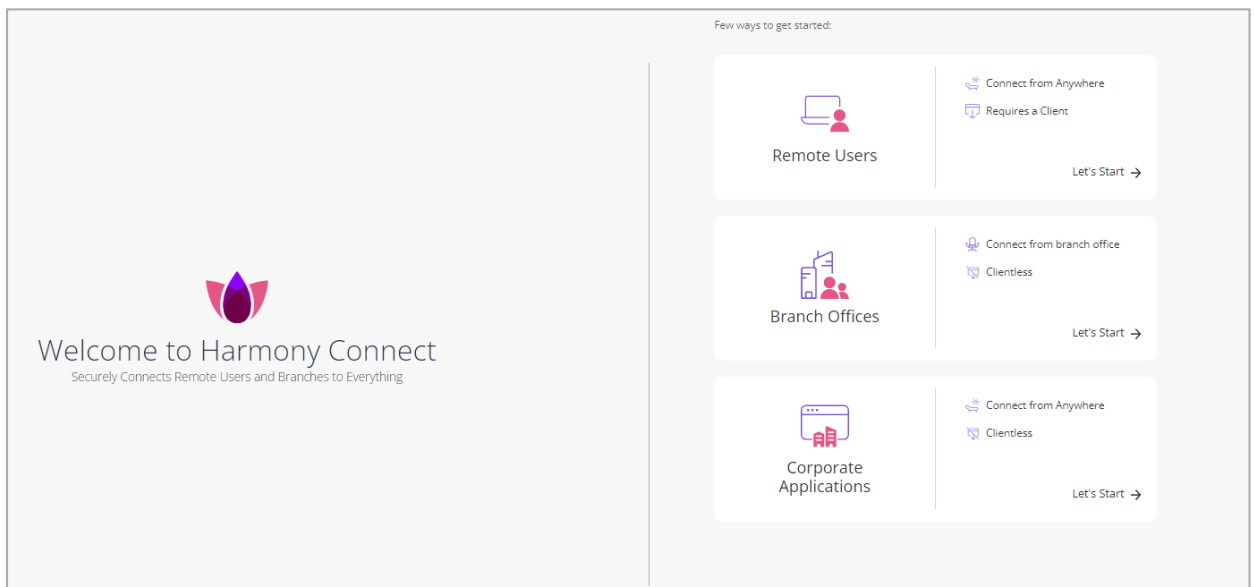 Welcome to Harmony Connect
Securely Connects Remote Users and Branches to Everything
Few ways to get started:
Remote Users
Connect from Anywhere
Requires a Client
Let's Start
Branch Offices
Connect from branch office
Clientless
Let's Start
Corporate
Applications
Connect from Anywhere
Clientless
Let's Start